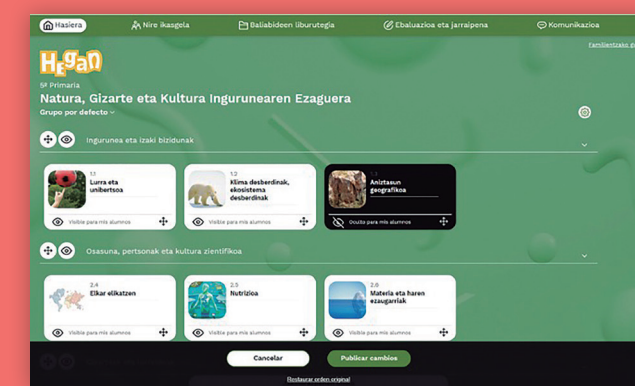 Hasiera
Nire ikasgela
Baliabideen liburutegia
Ebaluazioa eta jarraipena
Komunikazioa
Familientzako
Hegan
5º Primaria
Natura, Gizarte eta Kultura Ingurunearen Ezaguera
Grupo por defecto
Ingurunea eta izaki bizidunak
1.1
Lurra eta
unibertsoa
Visible para mis alumnos
1.2
Klima desberdinak,
ekosistema
desberdinak
Visible para mis alumnos
1.3
Aniztasun
geografikoa
Oculta para mis alumnos
Osasuna, pertsonak eta kultura zientifikoa
2.4
Elkar elikatzen
Visible para mis alumnos
2.5
Nutrizioa
Visible para mis alumnos
2.6
Materia eta haren
ezaugarriak
Visible para mis alumnos
Cancelar
Publicar cambios
Restaurar orden original